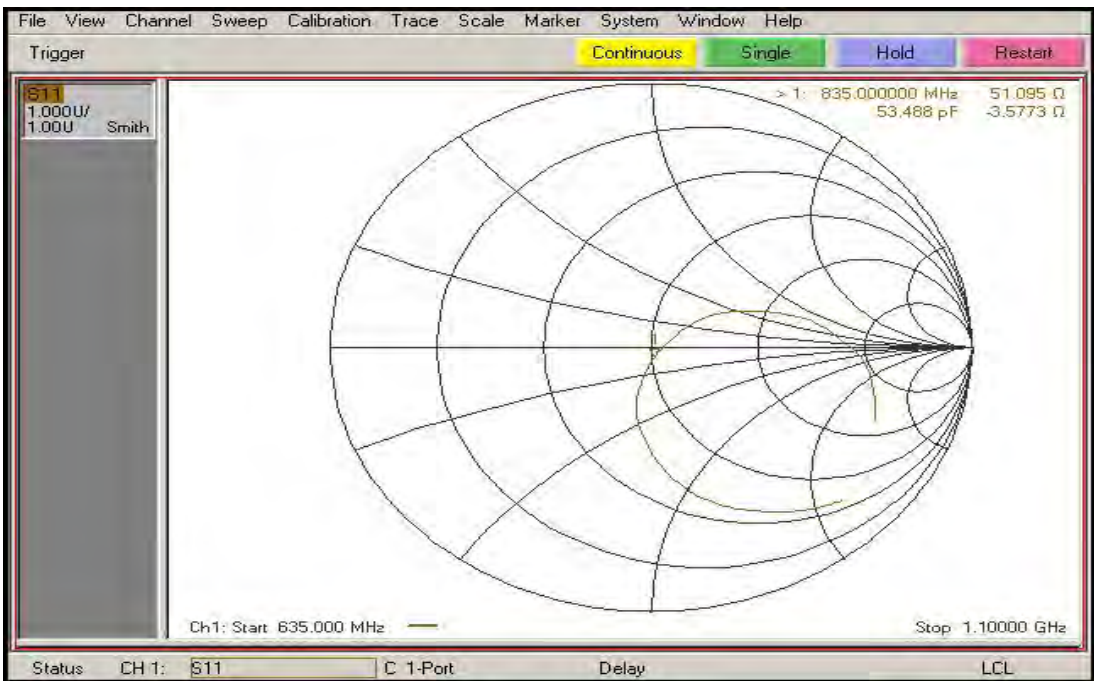 File View Channel Sweep Calibration Trace Scale Marker System Window Help
Trigger Continuous Single Hold Restart
S11
1.000U/
1.00U Smith
> 1: 835.000000 MHz 51.095 Ω
53.488 pF -3.5773 Ω
Ch1: Start 635.000 MHz Stop 1.10000 GHz
Status CH 1: S11 C 1-Port Delay LCL